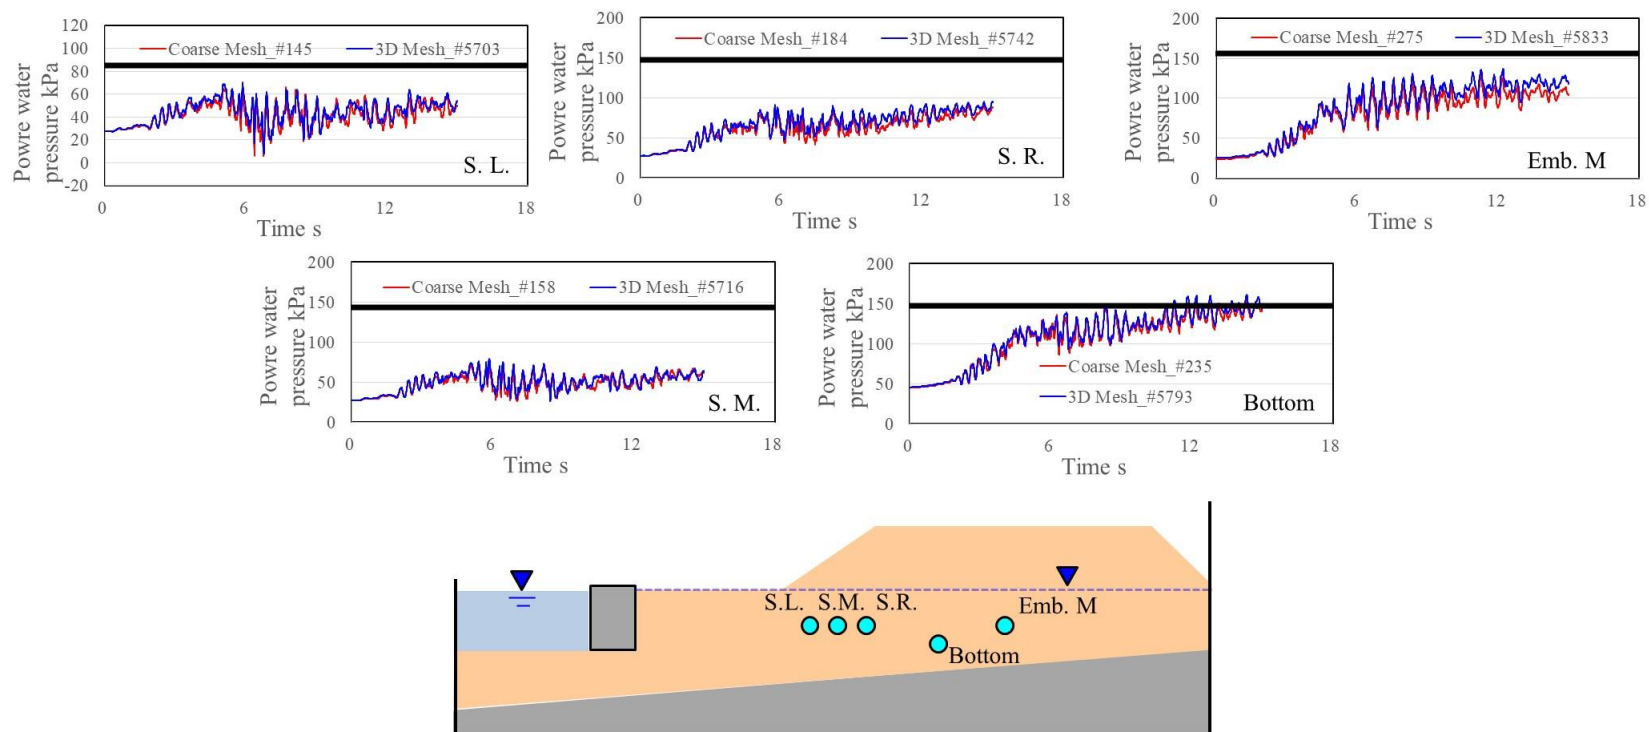 120
100
80
60
40
20
0
-20
Powre water
pressure kPa
Coarse Mesh_#145
3D Mesh_#5703
S. L.
0
6
12
18
Time s
200
150
100
50
0
Powre water
pressure kPa
Coarse Mesh_#184
3D Mesh_#5742
S. R.
0
6
12
18
Time s
200
150
100
50
0
Powre water
pressure kPa
Coarse Mesh_#275
3D Mesh_#5833
Emb. M
0
6
12
18
Time s
200
150
100
50
0
Powre water
pressure kPa
Coarse Mesh_#158
3D Mesh_#5716
S. M.
0
6
12
18
Time s
200
150
100
50
0
Powre water
pressure kPa
Coarse Mesh_#235
3D Mesh_#5793
Bottom
0
6
12
18
Time s
S.L. S.M. S.R. Emb. M
Bottom